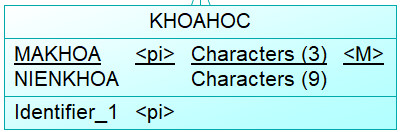 KHOAHOC
MAKHOA <pi> Characters (3) <M>
NIENKHOA Characters (9)
Identifier_1 <pi>